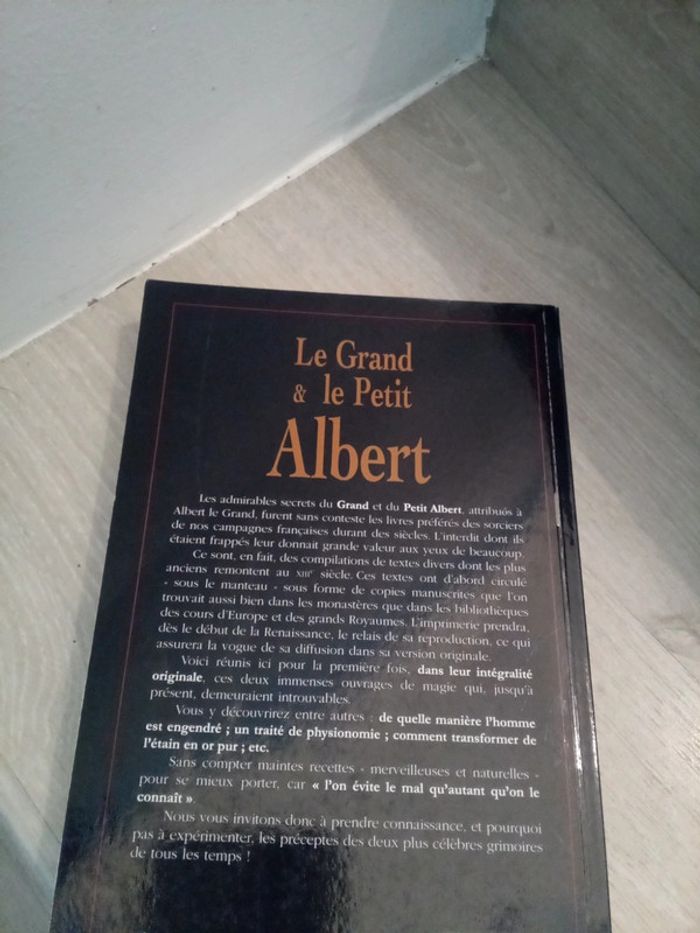 Le Grand
& le Petit
Albert
Les admirables secrets du Grand et du Petit Albert, attribués à
Albert le Grand, furent sans conteste les livres préférés des sorciers
de nos campagnes françaises durant des siècles. L'interdit dont ils
étaient frappés leur donnait grande valeur aux yeux de beaucoup.
Ce sont, en fait, des compilations de textes divers dont les plus
anciens remontent au XIIIe siècle. Ces textes ont d'abord circulé
- sous le manteau - sous forme de copies manuscrites que l'on
trouvait aussi bien dans les monastères que dans les bibliothèques
des cours d'Europe et des grands Royaumes. L'imprimerie prendra,
dès le début de la Renaissance, le relais de sa reproduction, ce qui
assurera la vogue de sa diffusion dans sa version originale.
Voici réunis ici pour la première fois, dans leur intégralité
originale, ces deux immenses ouvrages de magie qui, jusqu'à
présent, demeuraient introuvables.
Vous y découvrirez entre autres : de quelle manière l'homme
est engendré ; un traité de physionomie ; comment transformer de
l'étain en or pur ; etc.
Sans compter maintes recettes - merveilleuses et naturelles -
pour se mieux porter, car « l'on évite le mal qu'autant qu'on le
connaît ».
Nous vous invitons donc à prendre connaissance, et pourquoi
pas à expérimenter, les préceptes des deux plus célèbres grimoires
de tous les temps !